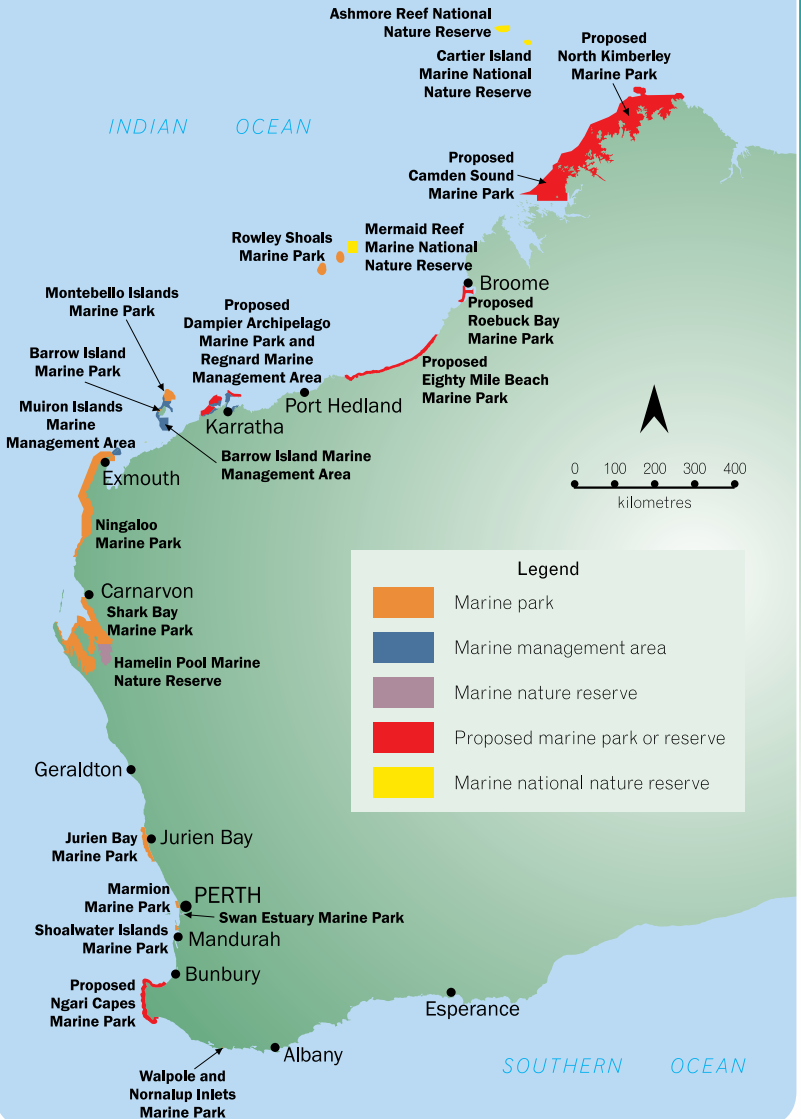 Ashmore Reef National
Nature Reserve
Cartier Island
Marine National
Nature Reserve
Proposed
North Kimberley
Marine Park
INDIAN OCEAN
Proposed
Camden Sound
Marine Park
Rowley Shoals
Marine Park
Mermaid Reef
Marine National
Nature Reserve
Broome
Proposed
Roebuck Bay
Marine Park
Montebello Islands
Marine Park
Proposed
Dampier Archipelago
Marine Park and
Regnard Marine
Management Area
Barrow Island
Marine Park
Proposed
Eighty Mile Beach
Marine Park
Port Hedland
Karratha
Muiron Islands
Marine
Management Area
Barrow Island Marine
Management Area
Exmouth
0 100 200 300 400
kilometres
Ningaloo
Marine Park
Carnarvon
Shark Bay
Marine Park
Hamelin Pool Marine
Nature Reserve
Legend
Marine park
Marine management area
Marine nature reserve
Proposed marine park or reserve
Marine national nature reserve
Geraldton
Jurien Bay
Marine Park
Jurien Bay
Marmion
Marine Park
PERTH
Swan Estuary Marine Park
Shoalwater Islands
Marine Park
Mandurah
Bunbury
Proposed
Ngari Capes
Marine Park
Esperance
Albany
Walpole and
Nornalup Inlets
Marine Park
SOUTHERN OCEAN